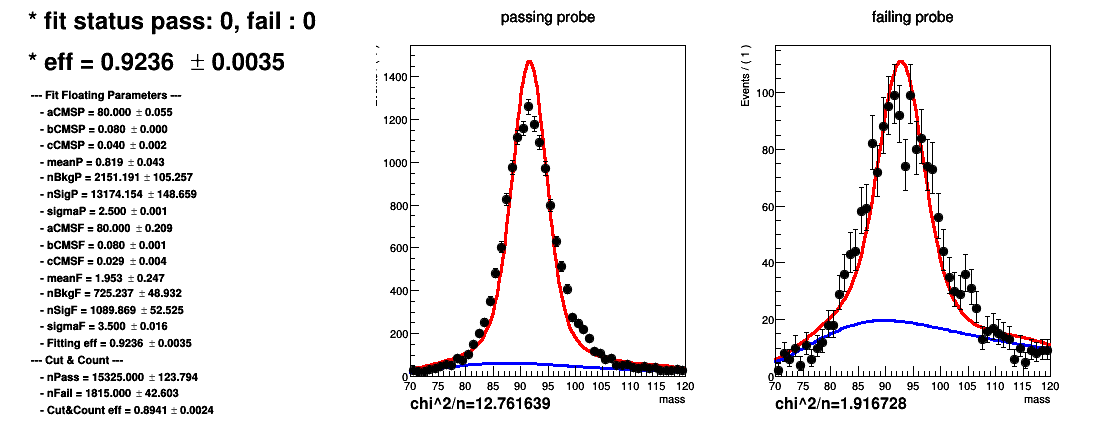 * fit status pass: 0, fail : 0
* eff = 0.9236 ± 0.0035
--- Fit Floating Parameters ---
- aCMSP = 80.000 ± 0.055
- bCMSP = 0.080 ± 0.000
- cCMSP = 0.040 ± 0.002
- meanP = 0.819 ± 0.043
- nBkgP = 2151.191 ± 105.257
- nSigP = 13174.154 ± 148.659
- sigmaP = 2.500 ± 0.001
- aCMSF = 80.000 ± 0.209
- bCMSF = 0.080 ± 0.001
- cCMSF = 0.029 ± 0.004
- meanF = 1.953 ± 0.247
- nBkgF = 725.237 ± 48.932
- nSigF = 1089.869 ± 52.525
- sigmaF = 3.500 ± 0.016
- Fitting eff = 0.9236 ± 0.0035
--- Cut & Count ---
- nPass = 15325.000 ± 123.794
- nFail = 1815.000 ± 42.603
- Cut&Count eff = 0.8941 ± 0.0024
passing probe
1400
1200
1000
800
600
400
200
0
70 75 80 85 90 95 100 105 110 115 120
mass
chi^2/n=12.761639
failing probe
Events / ( 1 )
100
80
60
40
20
0
70 75 80 85 90 95 100 105 110 115 120
mass
chi^2/n=1.916728